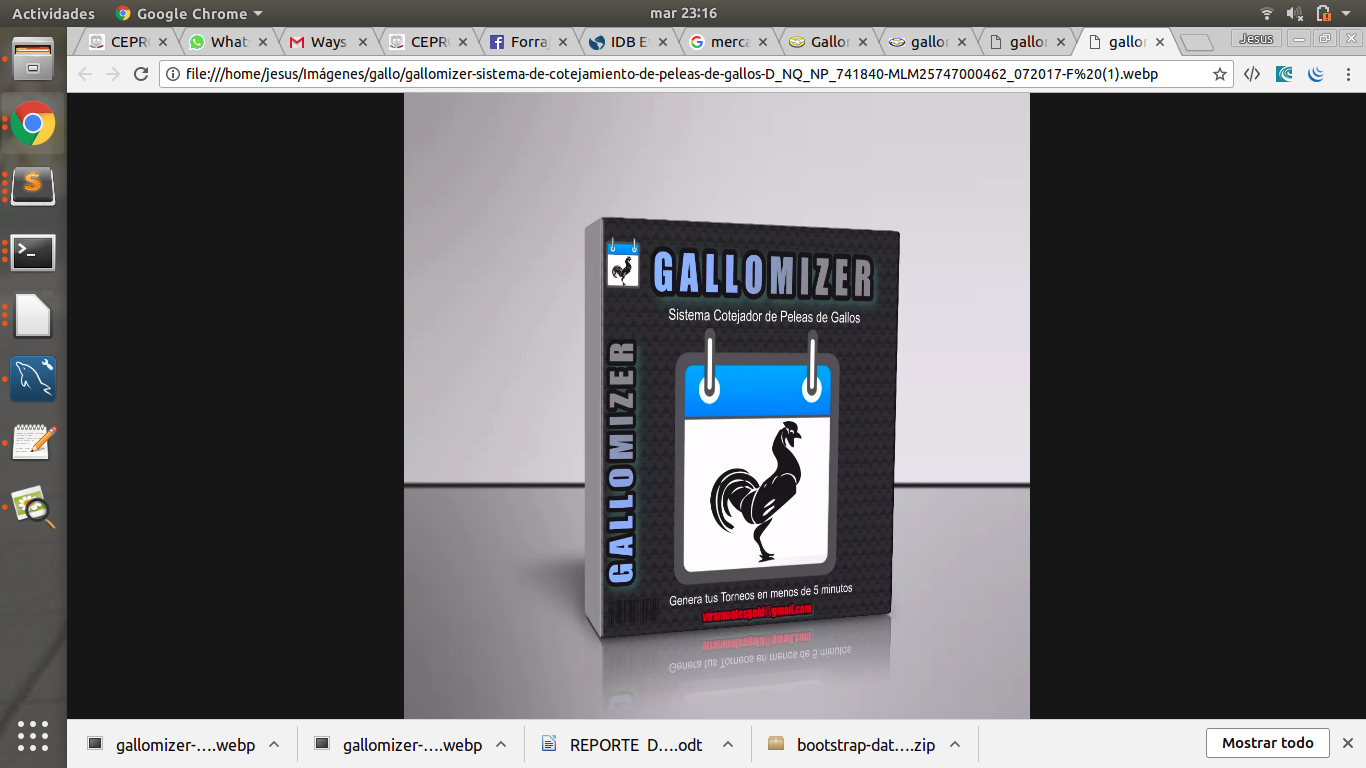 Actividades
Google Chrome
mar 23:16
CEPR
What
Ways
CEPR
Forraj
IDB E
merca
Gallor
gallor
gallor
gallor
Jesus
file:///home/jesus/Imágenes/gallo/gallomizer-sistema-de-cotejamiento-de-peleas-de-gallos-D_NQ_NP_741840-MLM25747000462_072017-F%20(1).webp
GALLOMIZER
Sistema Cotejador de Peleas de Gallos
GALLOMIZER
Genera tus Torneos en menos de 5 minutos
viramontesgold@gmail.com
gallomizer-....webp
gallomizer-....webp
REPORTE D....odt
bootstrap-dat....zip
Mostrar todo